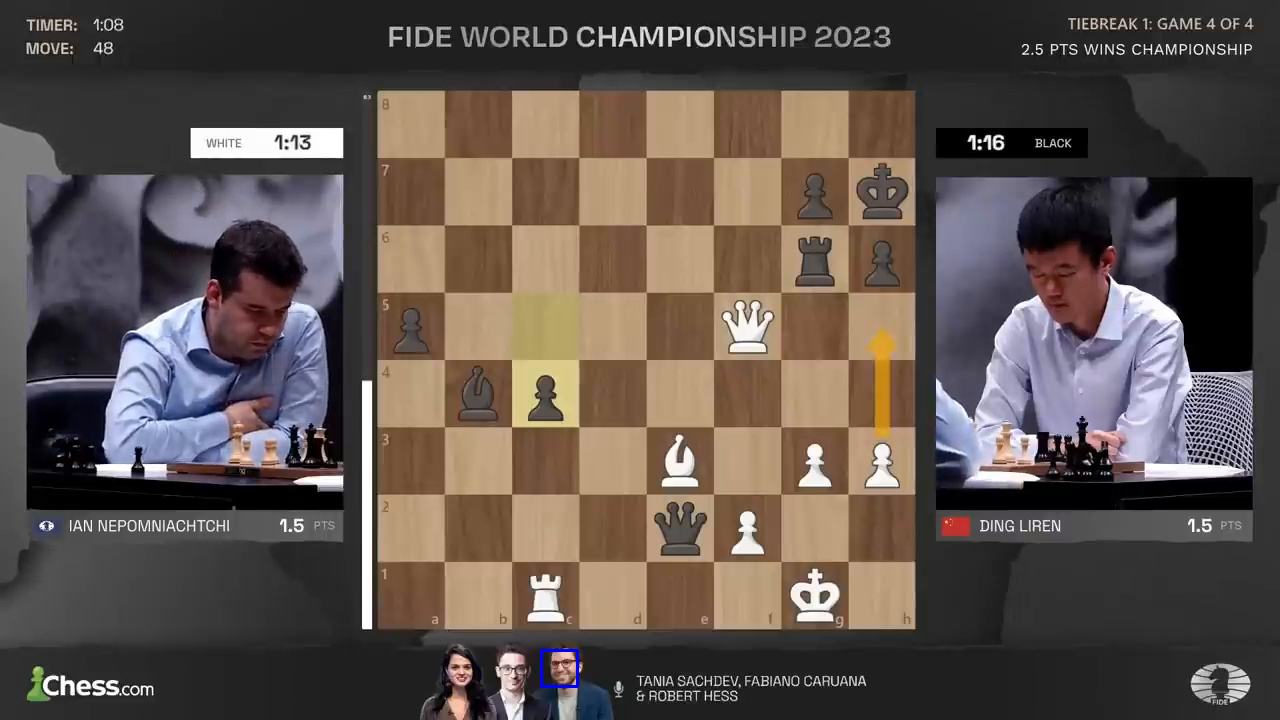 TIMER: 1:08
MOVE: 48
FIDE WORLD CHAMPIONSHIP 2023
TIEBREAK 1: GAME 4 OF 4
2.5 PTS WINS CHAMPIONSHIP
WHITE 1:13
1:16 BLACK
8
7
6
5
4
3
2
1
a b c d e f g h
IAN NEPOMNIACHTCHI 1.5 PTS
DING LIREN 1.5 PTS
Chess.com
TANIA SACHDEV, FABIANO CARUANA
& ROBERT HESS
FIDE